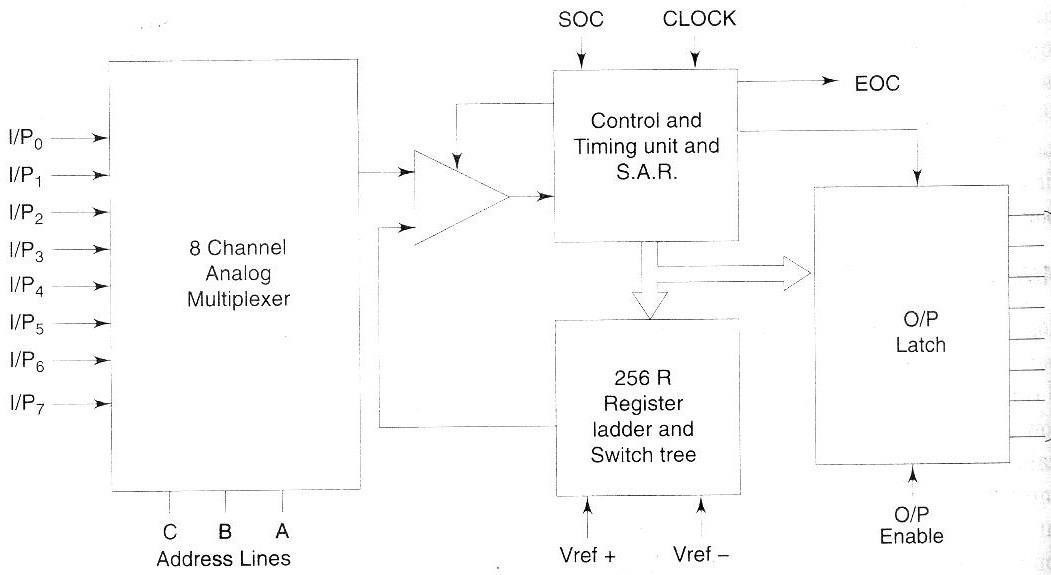 SOC
CLOCK
EOC
Control and
Timing unit and
S.A.R.
I/P0
I/P1
I/P2
I/P3
I/P4
I/P5
I/P6
I/P7
8 Channel
Analog
Multiplexer
O/P
Latch
256 R
Register
ladder and
Switch tree
C B A
Address Lines
Vref +
Vref –
O/P
Enable